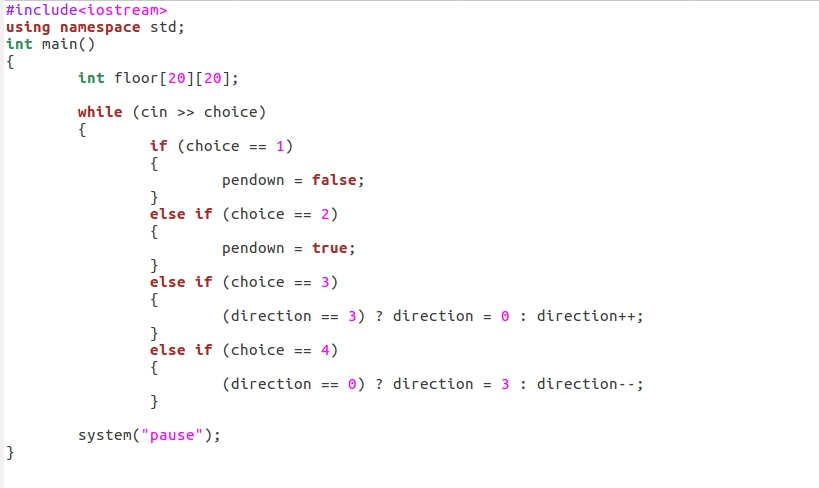 #include<iostream>
using namespace std;
int main()
{
        int floor[20][20];

        while (cin >> choice)
        {
                if (choice == 1)
                {
                        pendown = false;
                }
                else if (choice == 2)
                {
                        pendown = true;
                }
                else if (choice == 3)
                {
                        (direction == 3) ? direction = 0 : direction++;
                }
                else if (choice == 4)
                {
                        (direction == 0) ? direction = 3 : direction--;
                }

        system("pause");
}